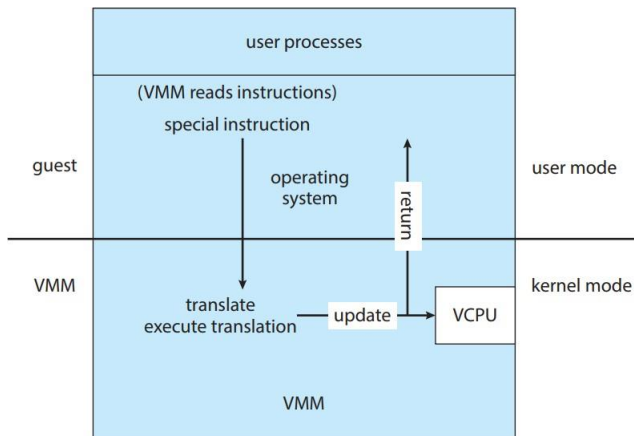 user processes
(VMM reads instructions)
special instruction
guest
operating
system
return
user mode
VMM
kernel mode
translate
execute translation
update
VCPU
VMM